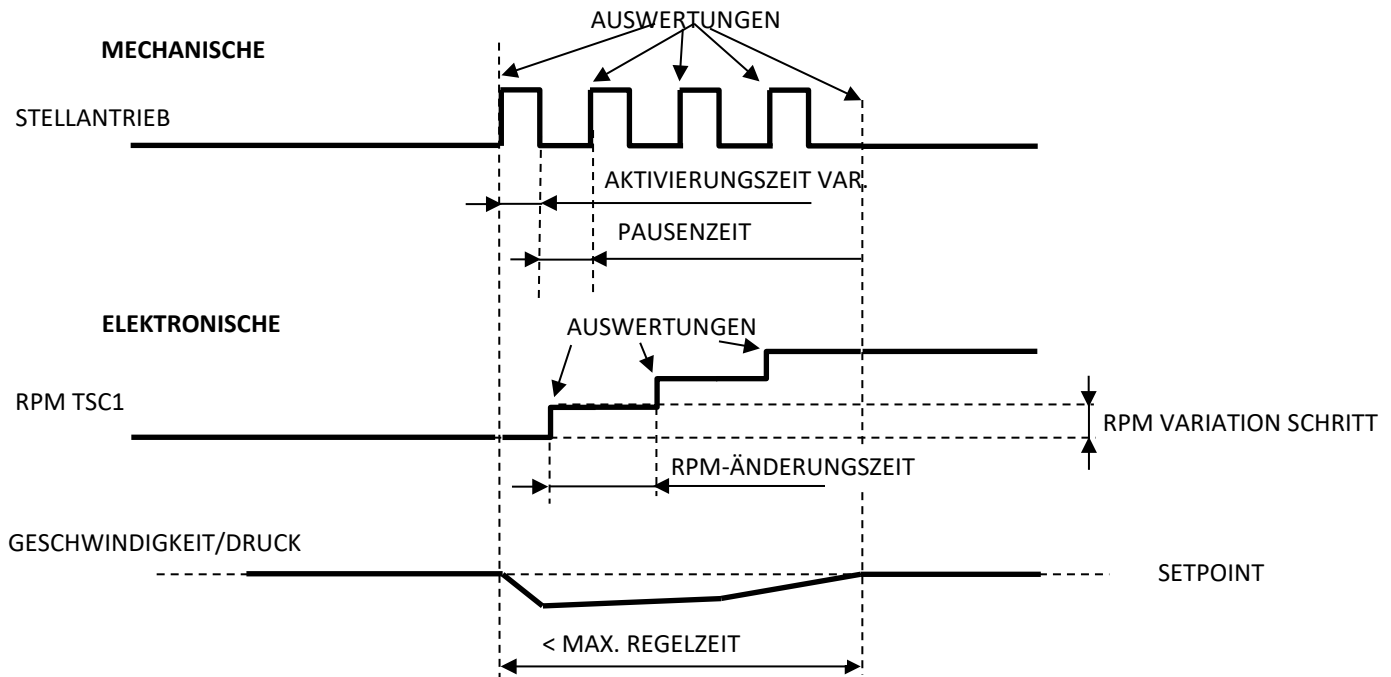 AUSWERTUNGEN
MECHANISCHE
STELLANTRIEB
AKTIVIERUNGSZEIT VAR.
PAUSENZEIT
ELEKTRONISCHE
AUSWERTUNGEN
RPM TSC1
RPM VARIATION SCHRITT
RPM-ÄNDERUNGSZEIT
GESCHWINDIGKEIT/DRUCK
SETPOINT
< MAX. REGELZEIT